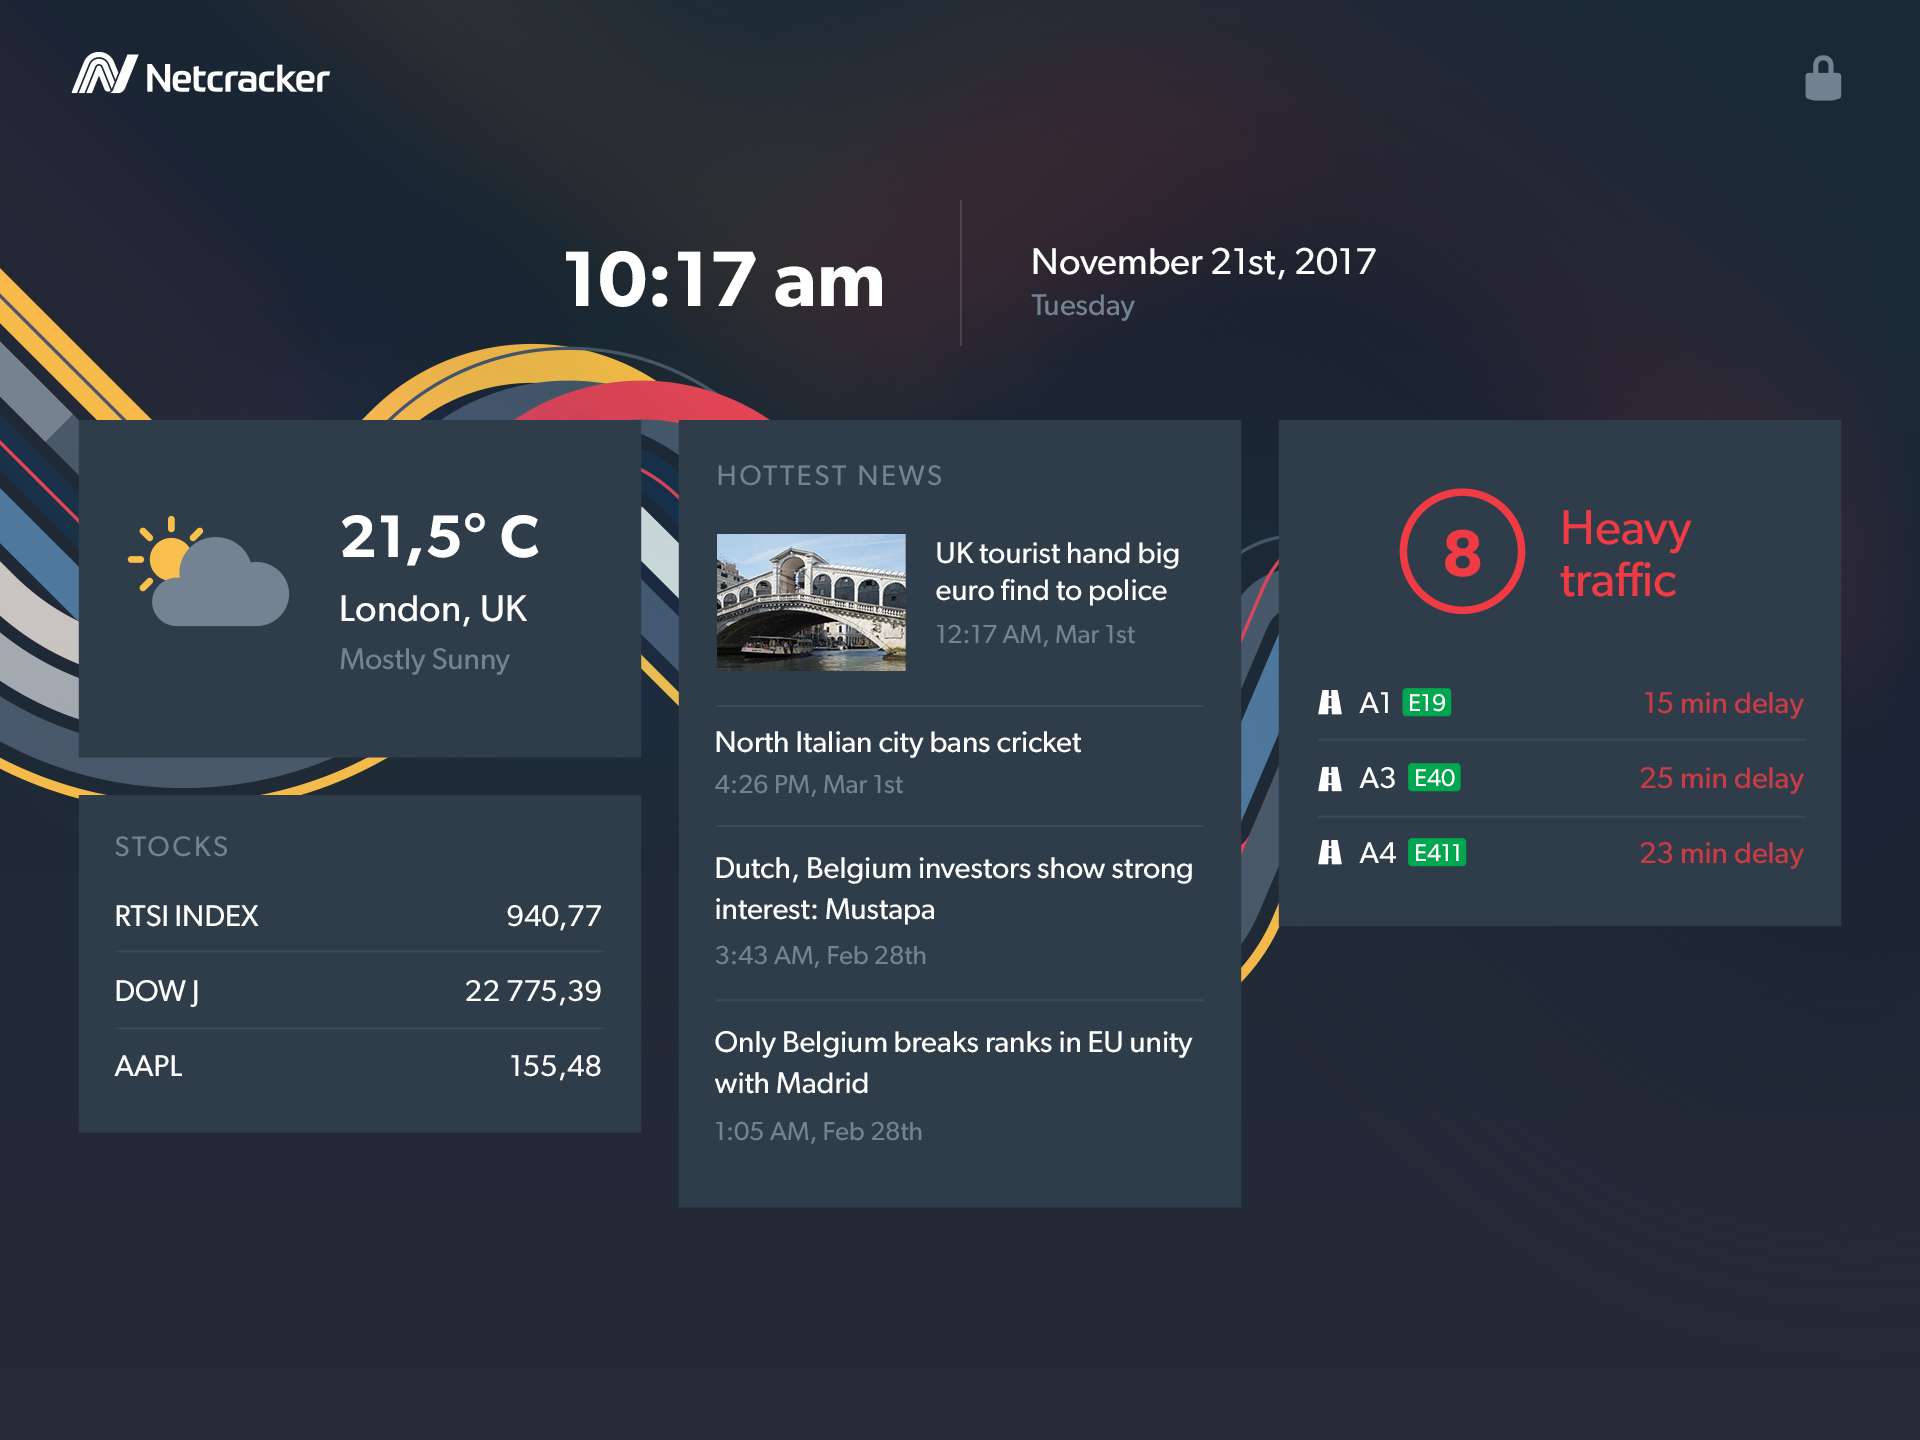 Netcracker
10:17 am
November 21st, 2017
Tuesday
21,5° C
London, UK
Mostly Sunny
STOCKS
RTSI INDEX 940,77
DOW J 22 775,39
AAPL 155,48
HOTTEST NEWS
UK tourist hand big
euro find to police
12:17 AM, Mar 1st
North Italian city bans cricket
4:26 PM, Mar 1st
Dutch, Belgium investors show strong
interest: Mustapa
3:43 AM, Feb 28th
Only Belgium breaks ranks in EU unity
with Madrid
1:05 AM, Feb 28th
8
Heavy
traffic
A1 E19 15 min delay
A3 E40 25 min delay
A4 E411 23 min delay